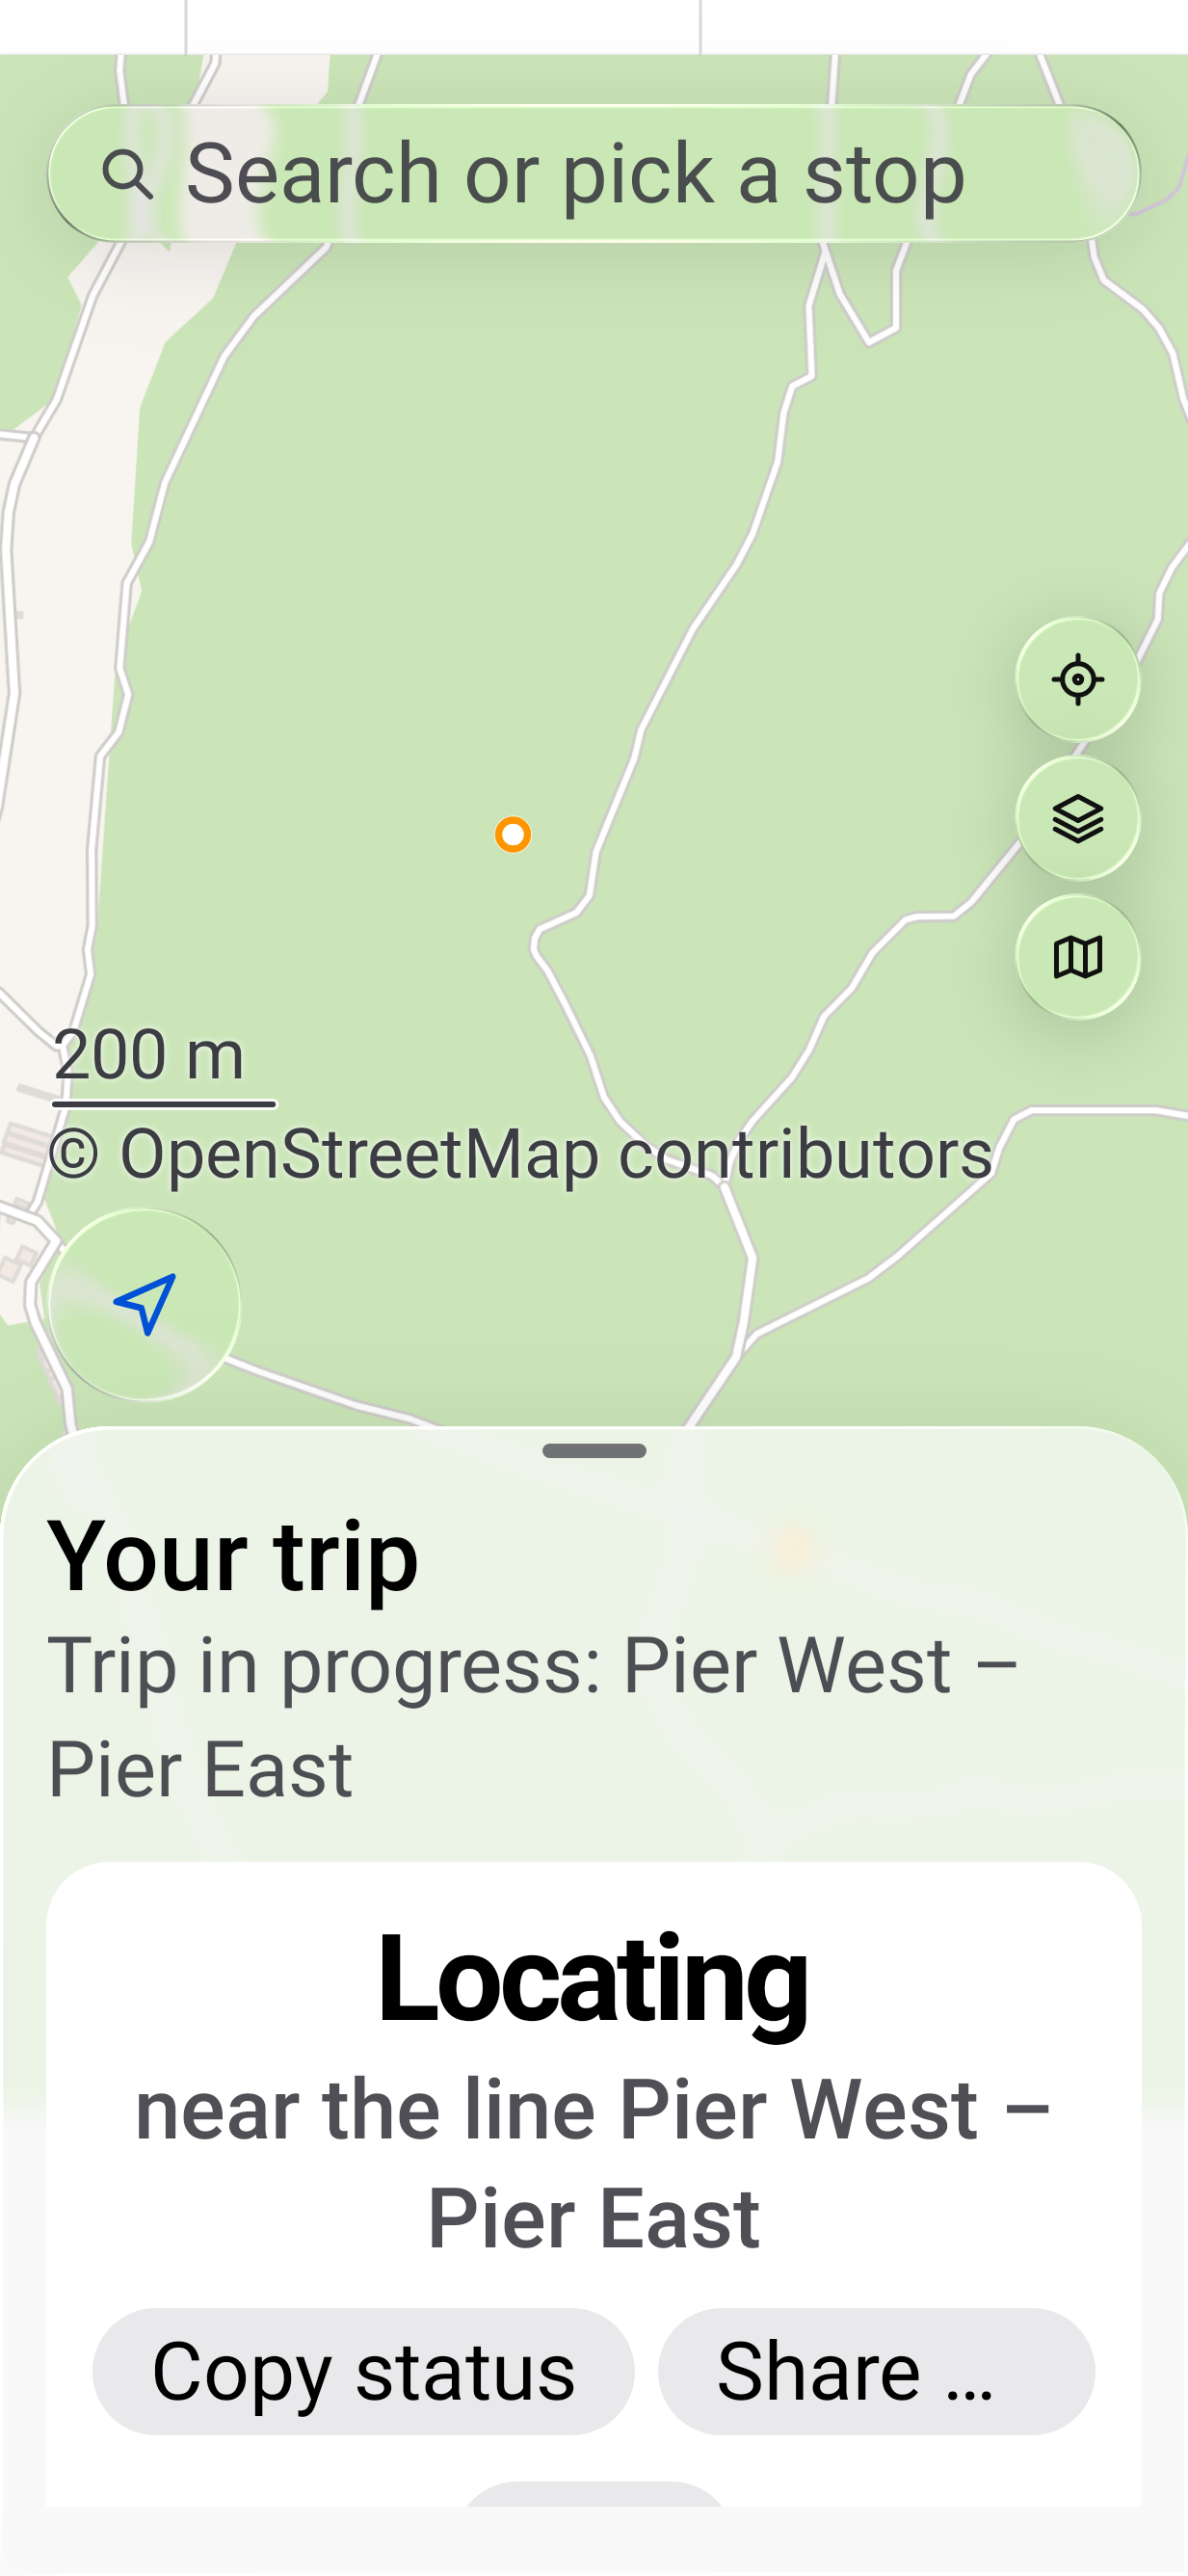 Search or pick a stop
200 m
© OpenStreetMap contributors
Your trip
Trip in progress: Pier West –
Pier East
Locating
near the line Pier West –
Pier East
Copy status
Share ...